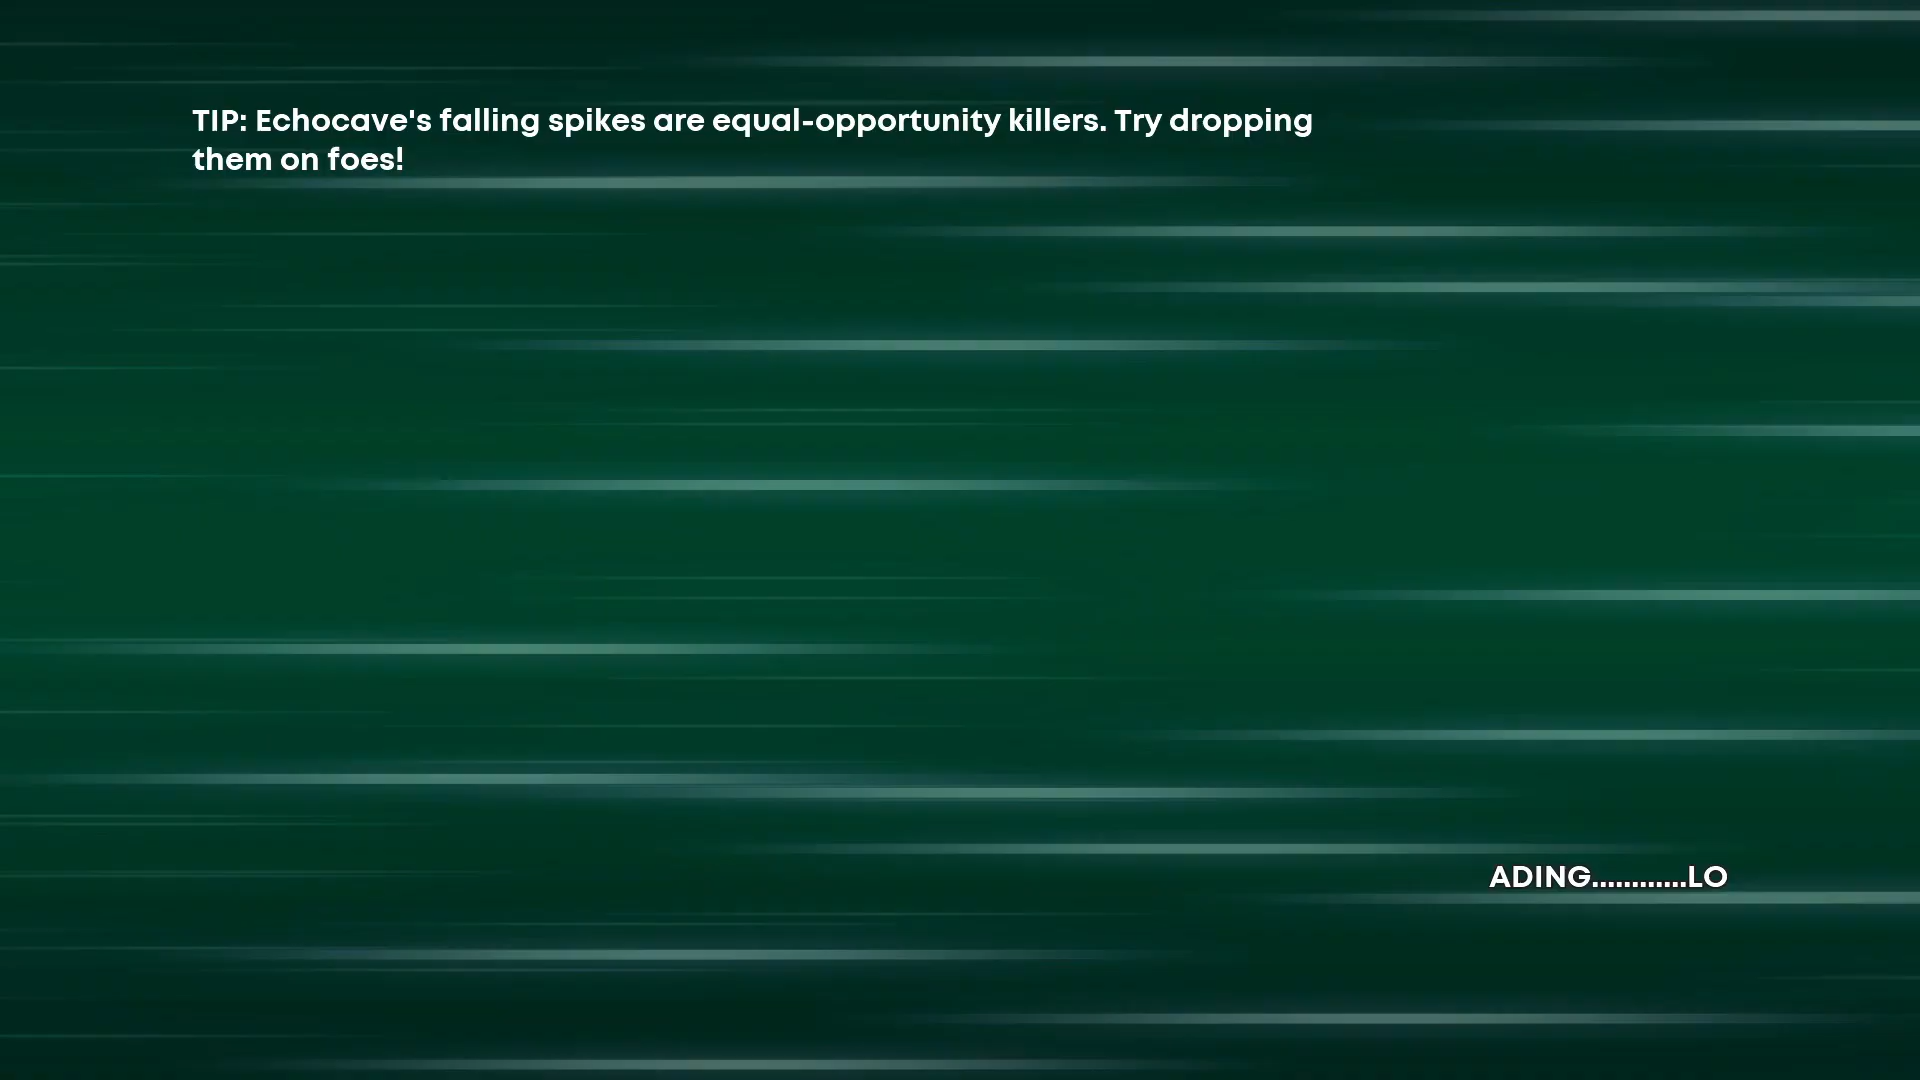 TIP: Echocave's falling spikes are equal-opportunity killers. Try dropping
them on foes!
ADING............LO